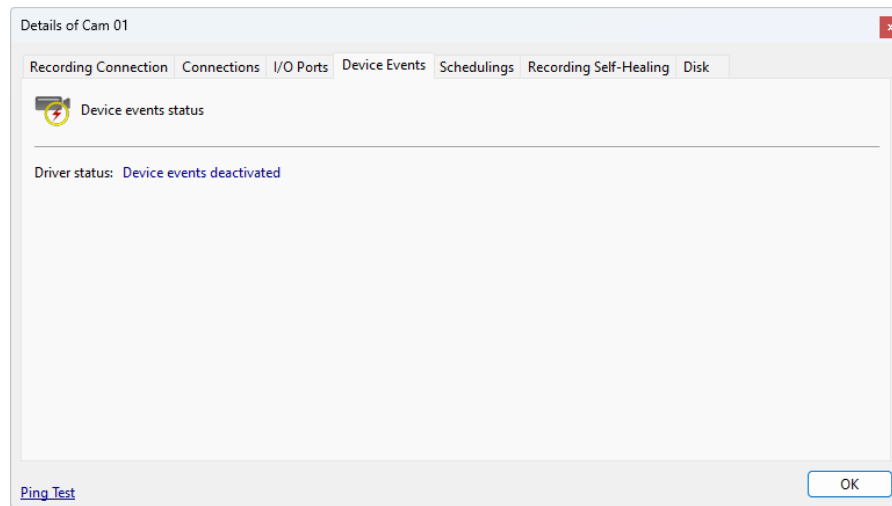 Details of Cam 01
Recording Connection Connections I/O Ports Device Events Schedulings Recording Self-Healing Disk
Device events status
Driver status: Device events deactivated
Ping Test
OK